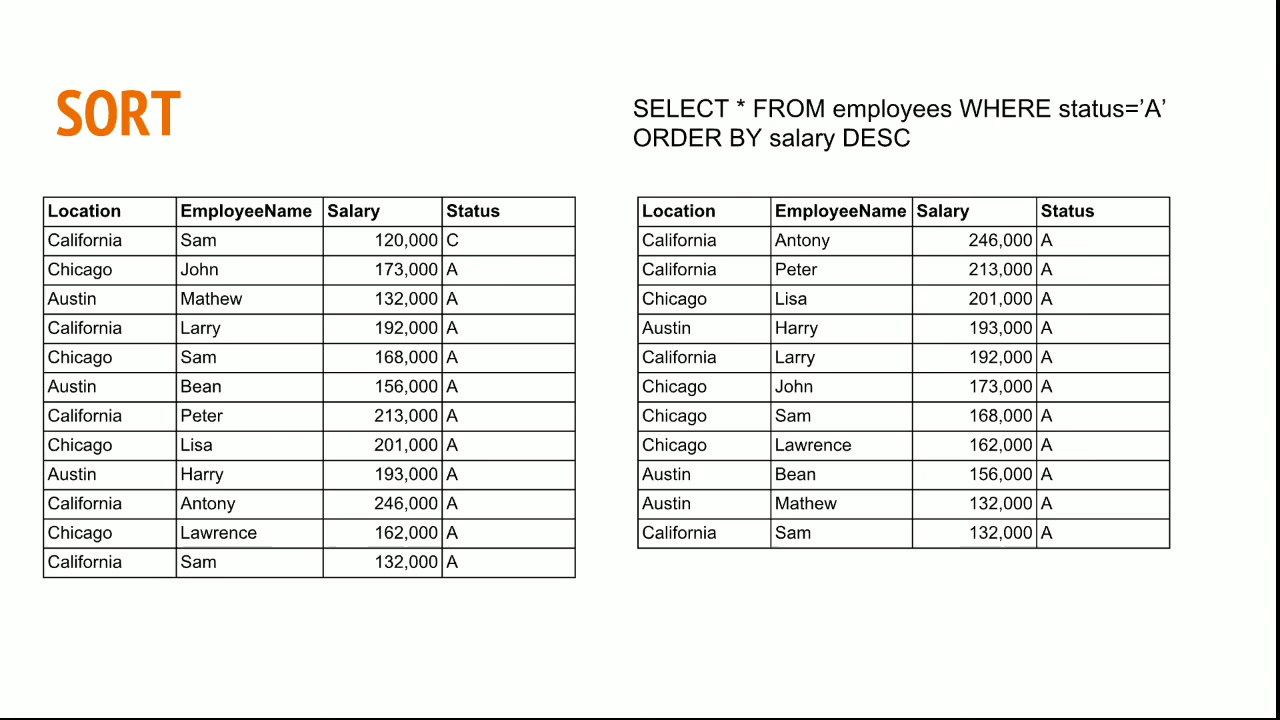 SORT
SELECT * FROM employees WHERE status=’A’
ORDER BY salary DESC
Location EmployeeName Salary Status
California Sam 120,000 C
Chicago John 173,000 A
Austin Mathew 132,000 A
California Larry 192,000 A
Chicago Sam 168,000 A
Austin Bean 156,000 A
California Peter 213,000 A
Chicago Lisa 201,000 A
Austin Harry 193,000 A
California Antony 246,000 A
Chicago Lawrence 162,000 A
California Sam 132,000 A
Location EmployeeName Salary Status
California Antony 246,000 A
California Peter 213,000 A
Chicago Lisa 201,000 A
Austin Harry 193,000 A
California Larry 192,000 A
Chicago John 173,000 A
Chicago Sam 168,000 A
Chicago Lawrence 162,000 A
Austin Bean 156,000 A
Austin Mathew 132,000 A
California Sam 132,000 A